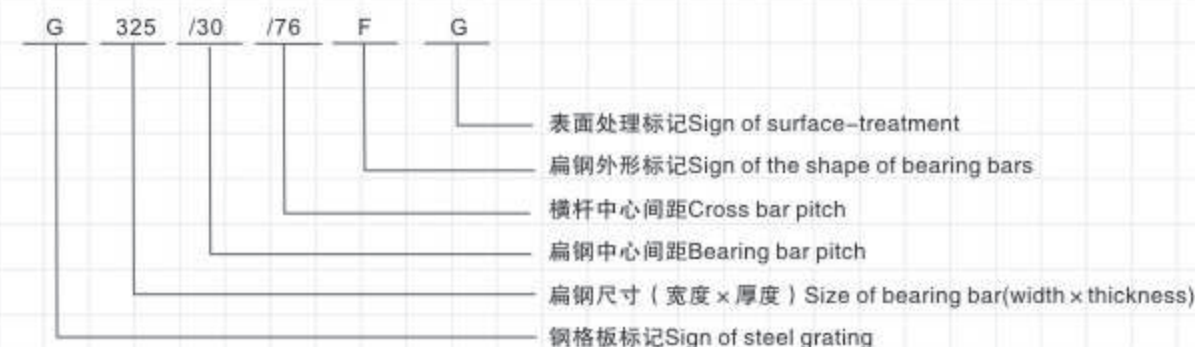 G 325 /30 /76 F G
表面处理标记Sign of surface-treatment
扁钢外形标记Sign of the shape of bearing bars
横杆中心间距Cross bar pitch
扁钢中心间距Bearing bar pitch
扁钢尺寸（宽度×厚度）Size of bearing bar(width×thickness)
钢格板标记Sign of steel grating